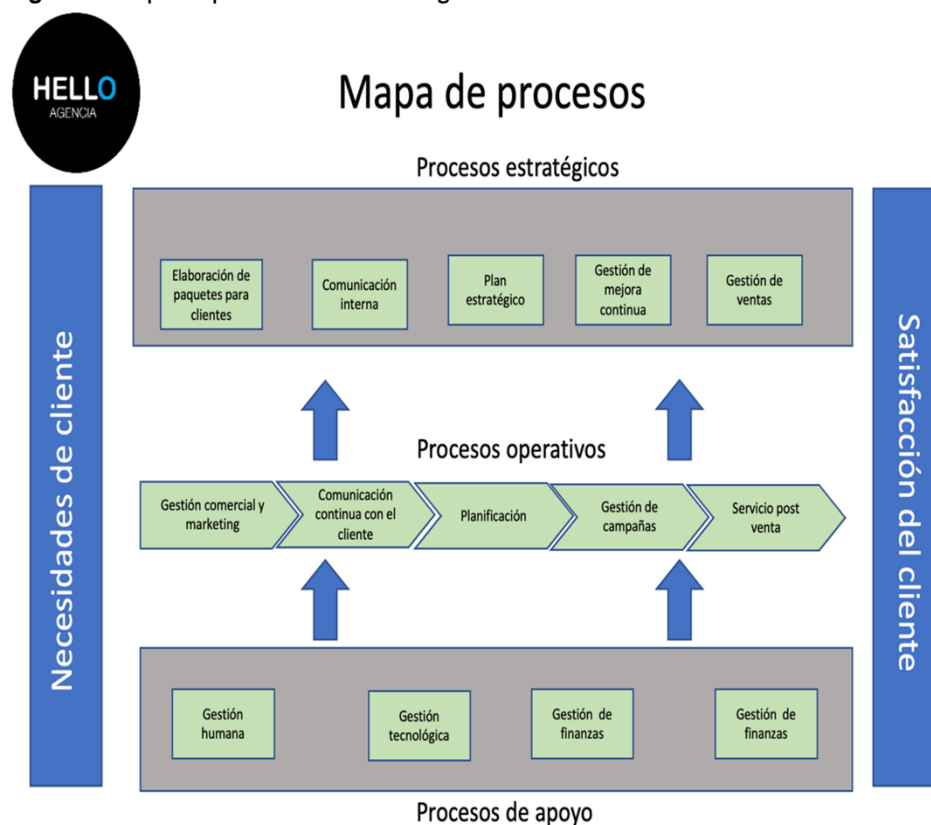 HELLO
AGENCIA
Mapa de procesos
Procesos estratégicos
Necesidades de cliente
Elaboración de
paquetes para
clientes
Comunicación
interna
Plan
estratégico
Gestión de
mejora
continua
Gestión de
ventas
Satisfacción del cliente
Procesos operativos
Gestión comercial y
marketing
Comunicación
continua con el
cliente
Planificación
Gestión de
campañas
Servicio post
venta
Gestión
humana
Gestión
tecnológica
Gestión de
finanzas
Gestión de
finanzas
Procesos de apoyo